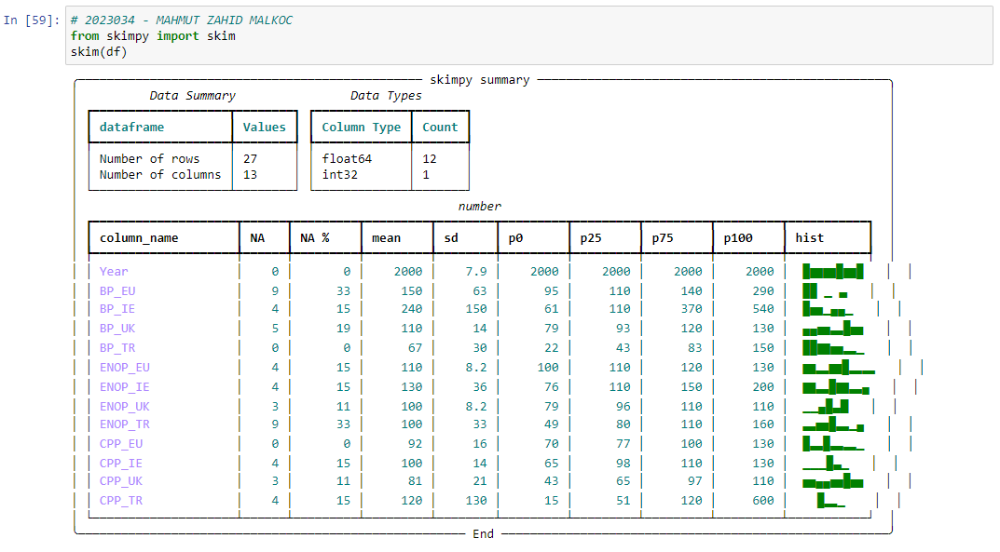 In [59]: # 2023034 - MAHMUT ZAHID MALKOC
from skimpy import skim
skim(df)
skimpy summary
Data Summary Data Types
dataframe Values Column Type Count
Number of rows 27 float64 12
Number of columns 13 int32 1
number
column_name NA NA % mean sd p0 p25 p75 p100 hist
Year 0 0 2000 7.9 2000 2000 2000 2000
BP_EU 9 33 150 63 95 110 140 290
BP_IE 4 15 240 150 61 110 370 540
BP_UK 5 19 110 14 79 93 120 130
BP_TR 0 0 67 30 22 43 83 150
ENOP_EU 4 15 110 8.2 100 110 120 130
ENOP_IE 4 15 130 36 76 110 150 200
ENOP_UK 3 11 100 8.2 79 96 110 110
ENOP_TR 9 33 100 33 49 80 110 160
CPP_EU 0 0 92 16 70 77 100 130
CPP_IE 4 15 100 14 65 98 110 130
CPP_UK 3 11 81 21 43 65 97 110
CPP_TR 4 15 120 130 15 51 120 600
End